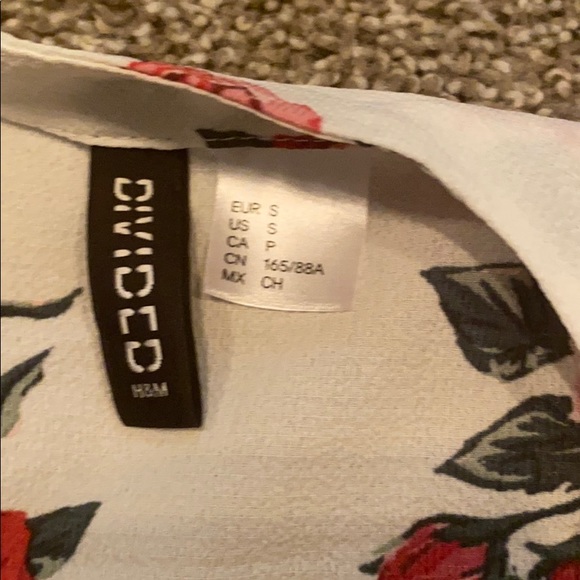 DIVIDED
H&M
EUR S
US S
CA P
CN 165/88A
MX CH